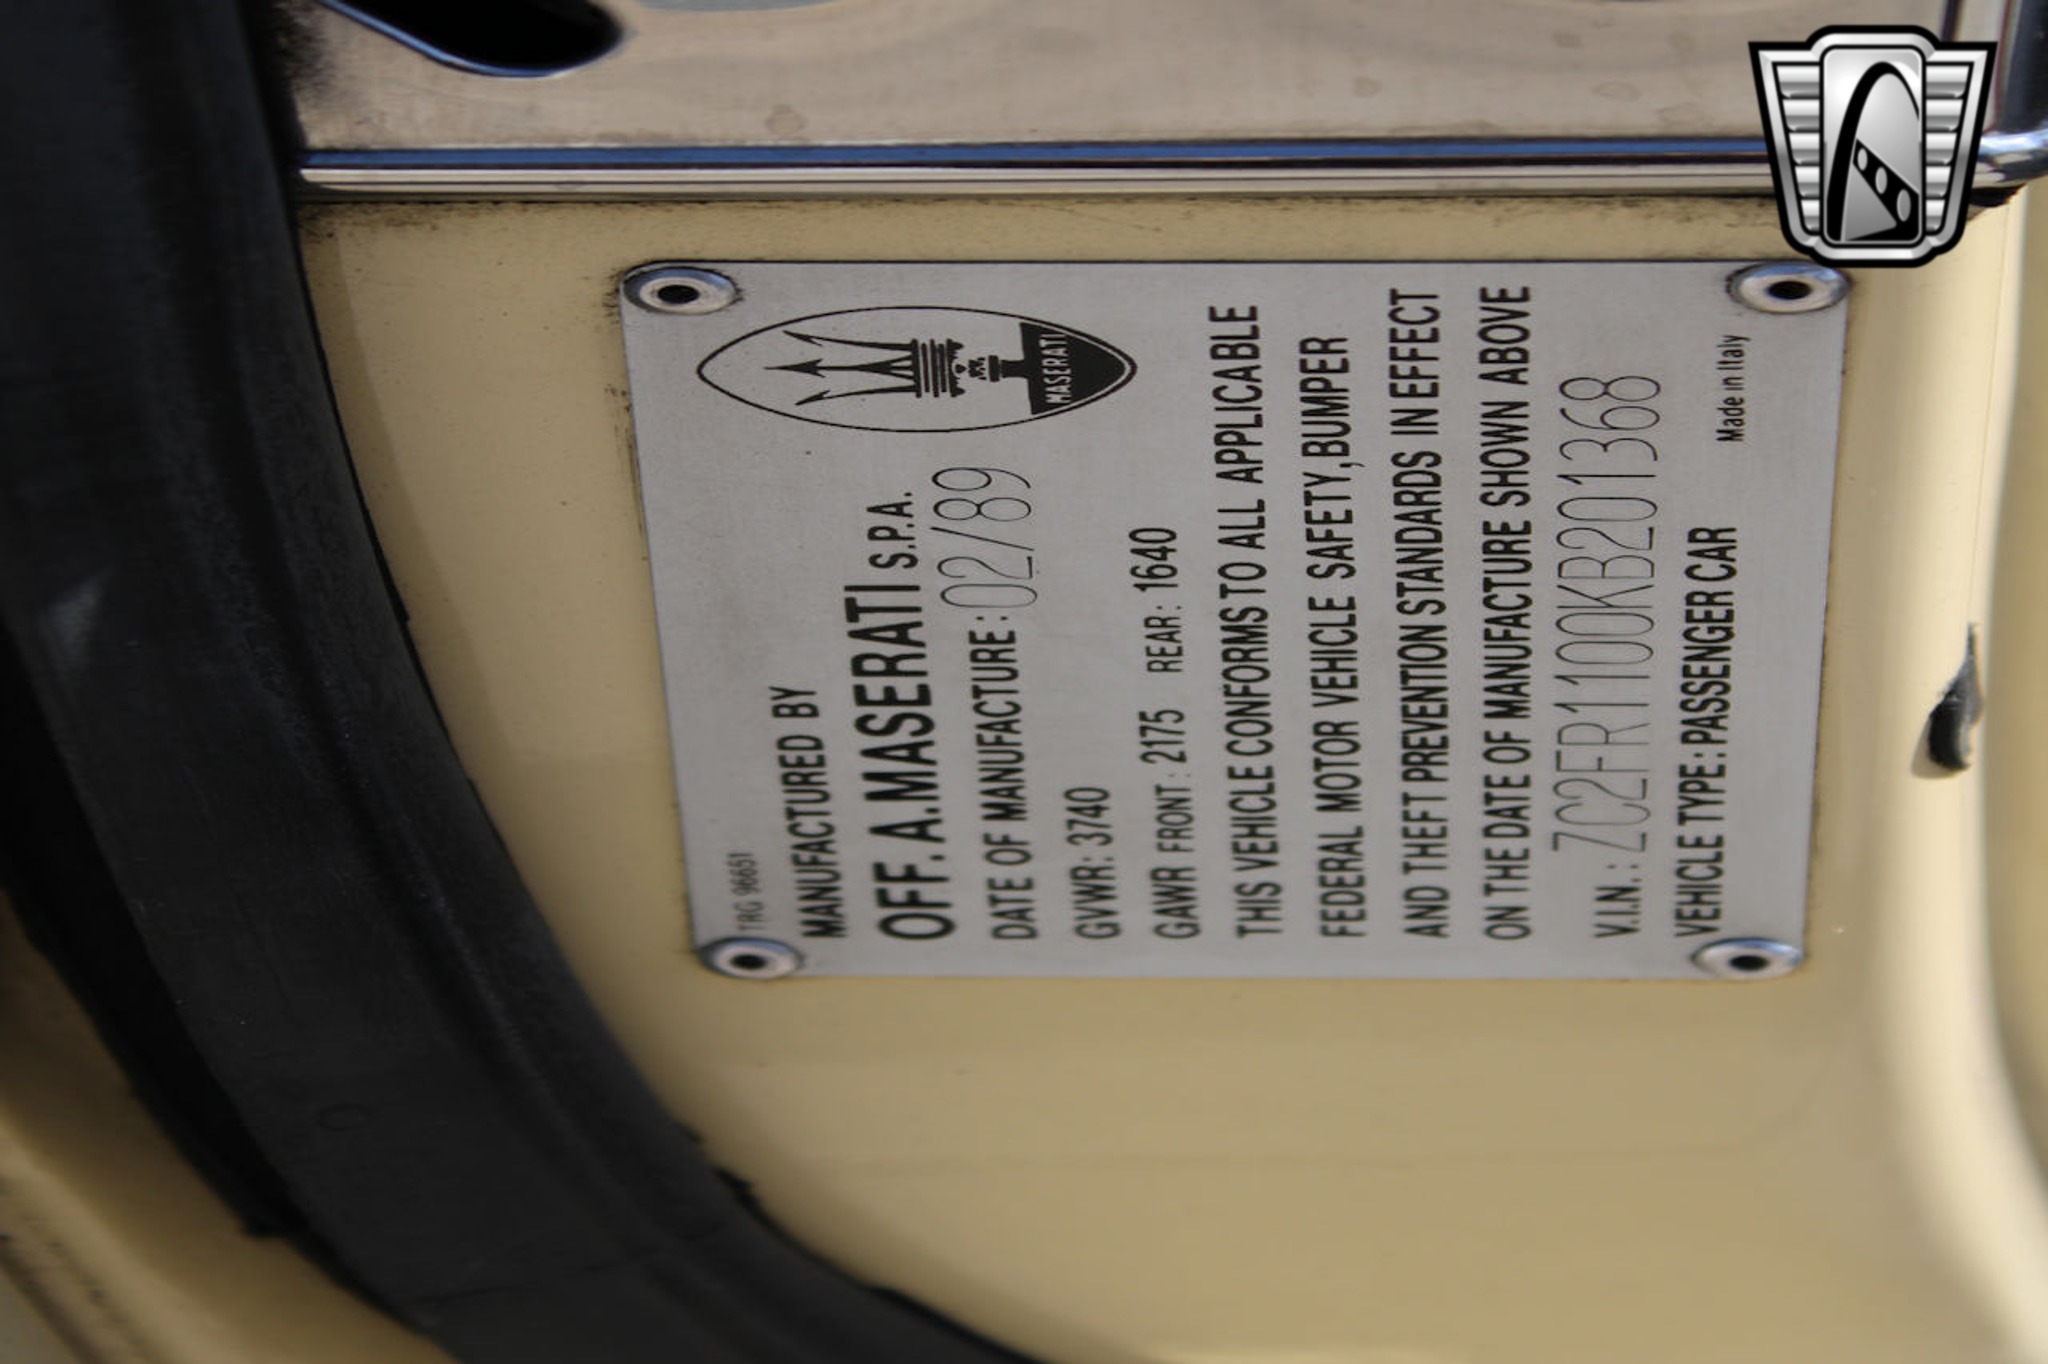 TRG 96651
MANUFACTURED BY
OFF. A.MASERATI S.P.A.
DATE OF MANUFACTURE: 02/89
MASERATI
GVWR: 3740
GAWR FRONT: 2175 REAR: 1640
THIS VEHICLE CONFORMS TO ALL APPLICABLE
FEDERAL MOTOR VEHICLE SAFETY,BUMPER
AND THEFT PREVENTION STANDARDS IN EFFECT
ON THE DATE OF MANUFACTURE SHOWN ABOVE
V.I.N.: ZC2FR1100KB201368
VEHICLE TYPE: PASSENGER CAR
Made in Italy